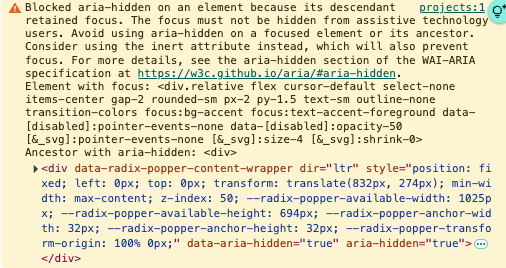 Blocked aria-hidden on an element because its descendant projects:1
retained focus. The focus must not be hidden from assistive technology
users. Avoid using aria-hidden on a focused element or its ancestor.
Consider using the inert attribute instead, which will also prevent
focus. For more details, see the aria-hidden section of the WAI-ARIA
specification at https://w3c.github.io/aria/#aria-hidden.
Element with focus: <div.relative flex cursor-default select-none
items-center gap-2 rounded-sm px-2 py-1.5 text-sm outline-none
transition-colors focus:bg-accent focus:text-accent-foreground data-
[disabled]:pointer-events-none data-[disabled]:opacity-50
[&_svg]:pointer-events-none [&_svg]:size-4 [&_svg]:shrink-0>
Ancestor with aria-hidden: <div>
<div data-radix-popper-content-wrapper dir="ltr" style="position: fi
xed; left: 0px; top: 0px; transform: translate(832px, 274px); min-wi
dth: max-content; z-index: 50; --radix-popper-available-width: 1025p
x; --radix-popper-available-height: 694px; --radix-popper-anchor-wid
th: 32px; --radix-popper-anchor-height: 32px; --radix-popper-transfo
rm-origin: 100% 0px;" data-aria-hidden="true" aria-hidden="true">…
</div>